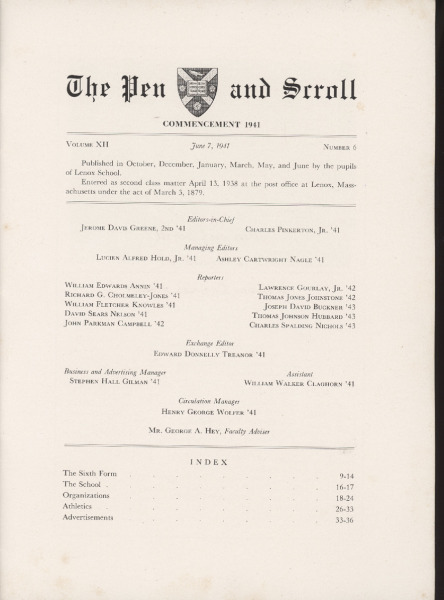 The Pen and Scroll
COMMENCEMENT 1941
VOLUME XII June 7, 1941 NUMBER 6
Published in October, December, January, March, May, and June by the pupils
of Lenox School.
Entered as second class matter April 13, 1938 at the post office at Lenox, Mas-
sachusetts under the act of March 3, 1879.
Editors-in-Chief
JEROME DAVIS GREENE, 2ND '41 CHARLES PINKERTON, JR. '41
Managing Editors
LUCIEN ALFRED HOLD, JR. '41 ASHLEY CARTWRIGHT NAGLE '41
Reporters
WILLIAM EDWARDS ANNIN '41 LAWRENCE GOURLAY, JR. '42
RICHARD G. CHOLMELEY-JONES '41 THOMAS JONES JOHNSTONE '42
WILLIAM FLETCHER KNOWLES '41 JOSEPH DAVID BUCKNER '43
DAVID SEARS NELSON '41 THOMAS JOHNSON HUBBARD '43
JOHN PARKMAN CAMPBELL '42 CHARLES SPALDING NICHOLS '43
Exchange Editor
EDWARD DONNELLY TREANOR '41
Business and Advertising Manager Assistant
STEPHEN HALL GILMAN '41 WILLIAM WALKER CLAGHORN '41
Circulation Manager
HENRY GEORGE WOLFER '41
MR. GEORGE A. HEY, Faculty Adviser
INDEX
The Sixth Form . . . . . . . . 9-14
The School . . . . . . . . . 16-17
Organizations . . . . . . . . 18-24
Athletics . . . . . . . . . 26-33
Advertisements . . . . . . . . 33-36